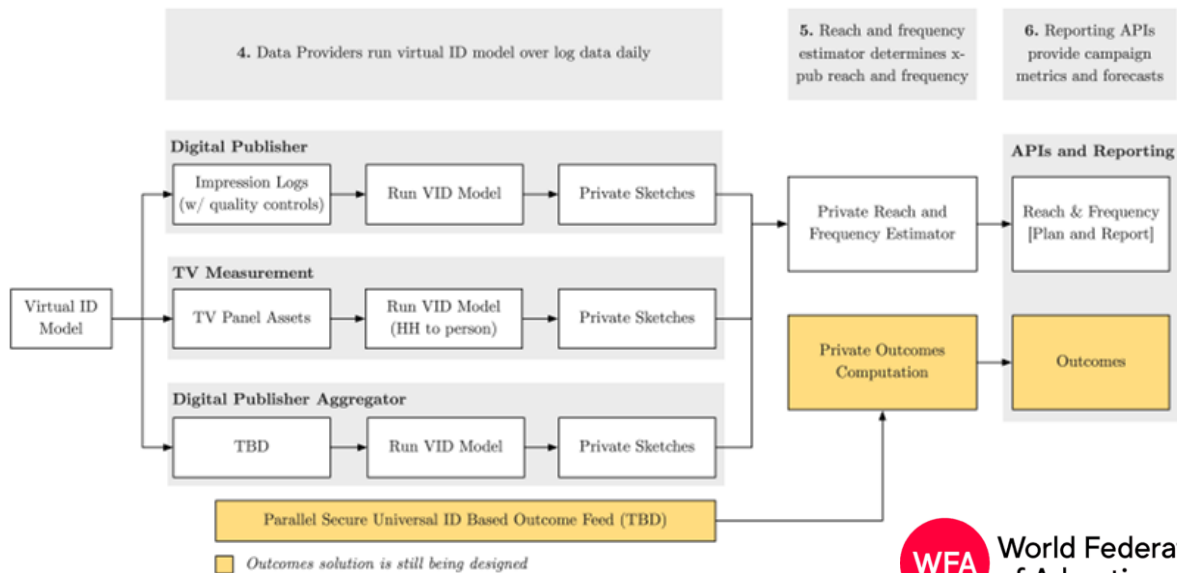 4. Data Providers run virtual ID model over log data daily
5. Reach and frequency
estimator determines x-
pub reach and frequency
6. Reporting APIs
provide campaign
metrics and forecasts
Digital Publisher
Impression Logs
(w/ quality controls)
Run VID Model
Private Sketches
TV Measurement
Virtual ID
Model
TV Panel Assets
Run VID Model
(HH to person)
Private Sketches
Digital Publisher Aggregator
TBD
Run VID Model
Private Sketches
Private Reach and
Frequency Estimator
Private Outcomes
Computation
APIs and Reporting
Reach & Frequency
[Plan and Report]
Outcomes
Parallel Secure Universal ID Based Outcome Feed (TBD)
Outcomes solution is still being designed
WFA
World
of